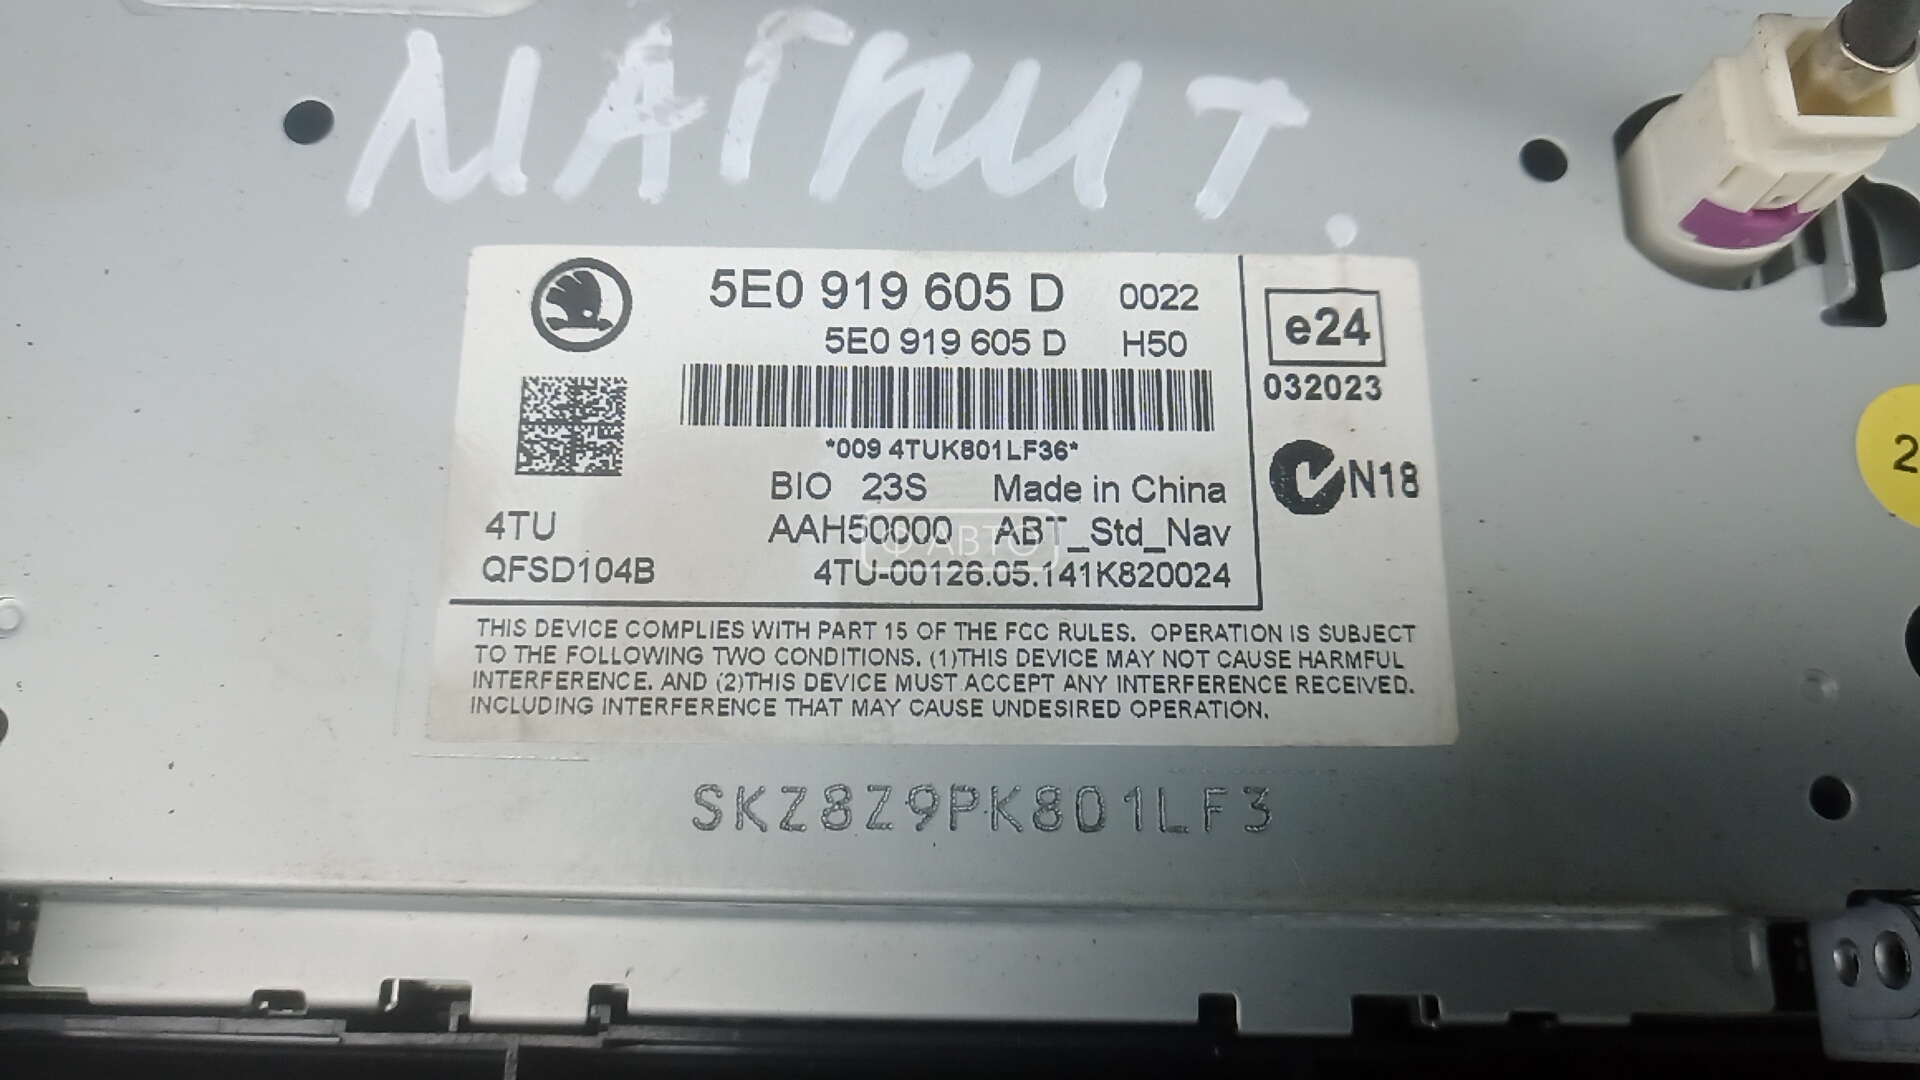 МАГНИТ
5E0 919 605 D 0022
5E0 919 605 D H50
e24
032023
*009 4TUK801LF36*
N18
BIO 23S Made in China
4TU AAH50000 ABT_Std_Nav
QFSD104B 4TU-00126.05.141K820024
Ф АВТО
THIS DEVICE COMPLIES WITH PART 15 OF THE FCC RULES. OPERATION IS SUBJECT
TO THE FOLLOWING TWO CONDITIONS. (1)THIS DEVICE MAY NOT CAUSE HARMFUL
INTERFERENCE. AND (2)THIS DEVICE MUST ACCEPT ANY INTERFERENCE RECEIVED.
INCLUDING INTERFERENCE THAT MAY CAUSE UNDESIRED OPERATION.
SKZ8Z9PK801LF3
2